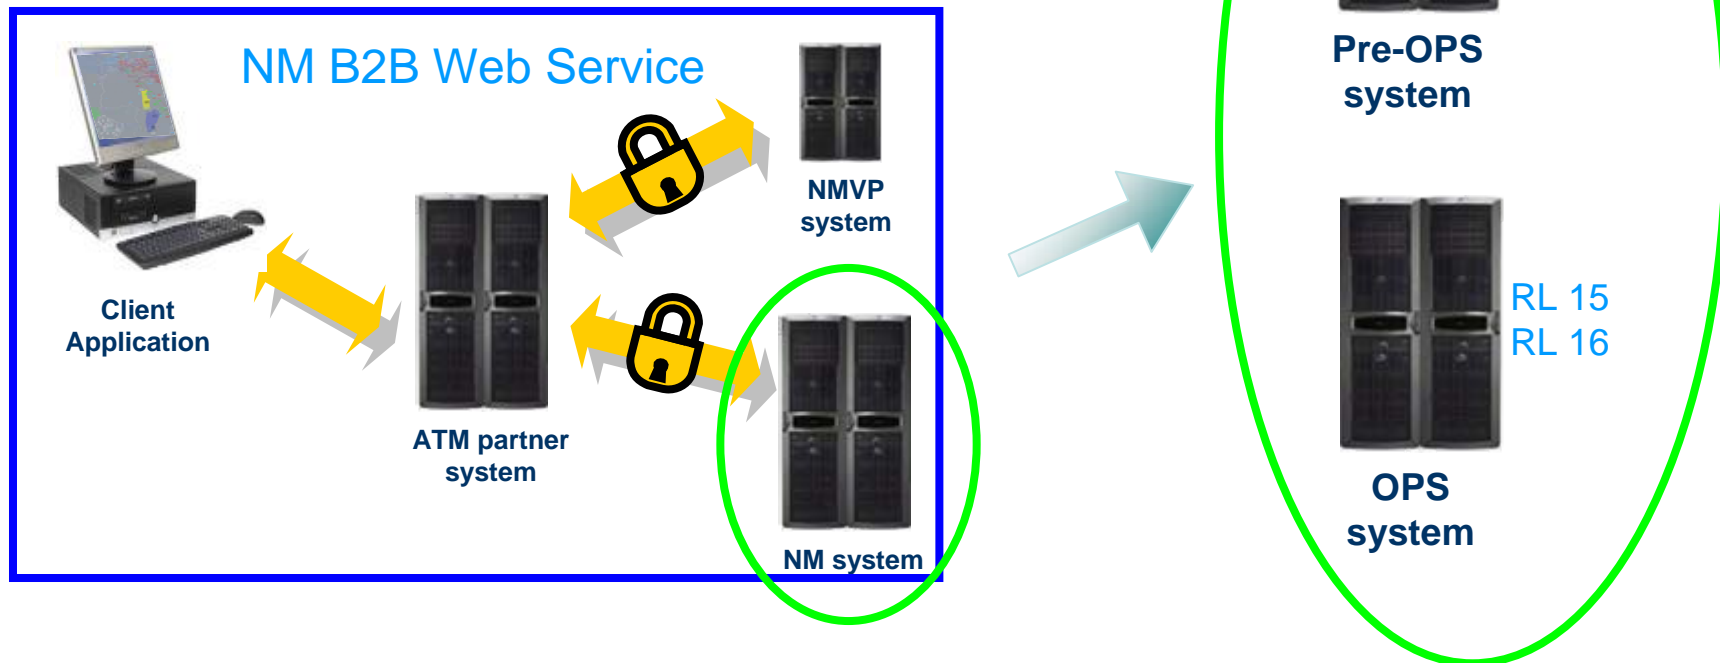 NM B2B Web Service
NMVP
system
Client
Application
ATM partner
system
NM system
Pre-OPS
system
RL 15
RL 16
OPS
system